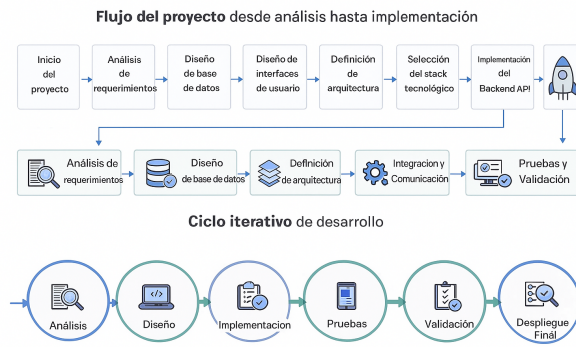 Flujo del proyecto desde análisis hasta implementación
Inicio
del
proyecto
Análisis
de
requerimientos
Diseño
de base
de datos
Diseño de
interfaces
de usuario
Definición
de
arquitectura
Selección
del stack
tecnológico
Implementación
del
Backend API
Análisis de
requerimientos
Diseño
de base de datos
Definición
de arquitectura
Integracion y
Comunicación
Pruebas y
Validación
Ciclo iterativo de desarrollo
Análisis
</>
Diseño
Implementacion
Pruebas
Validación
Despliegue
Finál